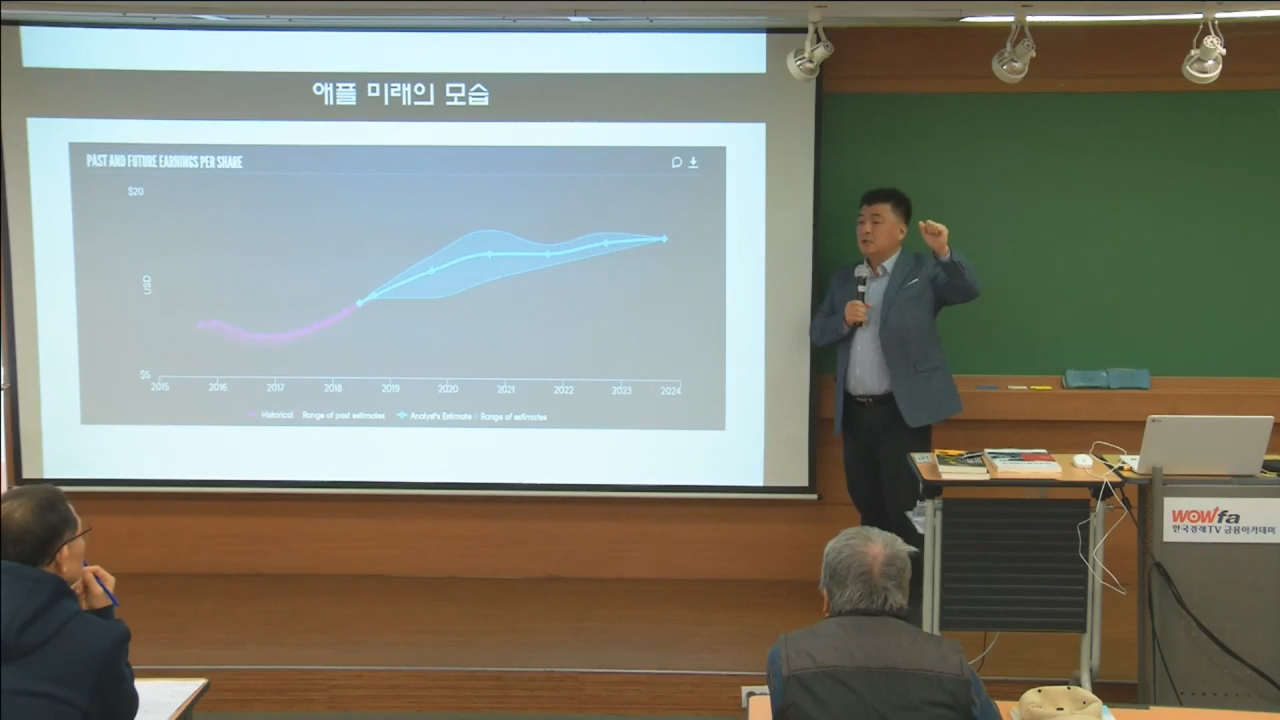 애플 미래의 모습
PAST AND FUTURE EARNINGS PER SHARE
$20
USD
$5
2015 2016 2017 2018 2019 2020 2021 2022 2023 2024
Historical Range of past estimates Analyst's Estimate Range of estimates
WOWfa
한국경제TV 금융아카데미